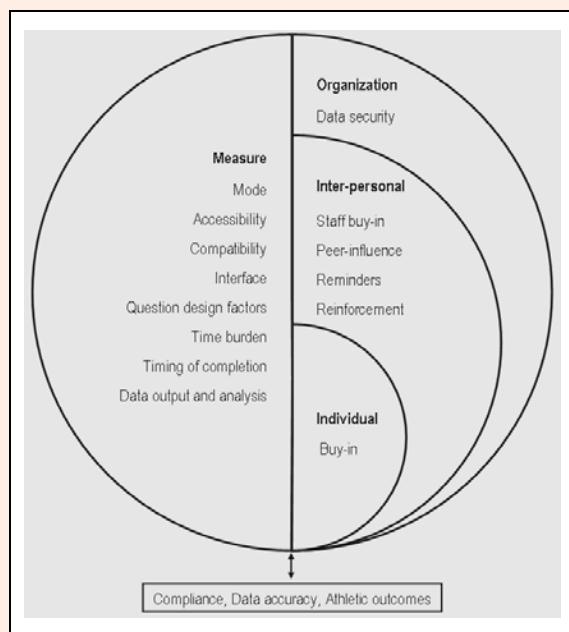 Organization
Data security
Measure
Mode
Accessibility
Compatibility
Interface
Question design factors
Time burden
Timing of completion
Data output and analysis
Inter-personal
Staff buy-in
Peer-influence
Reminders
Reinforcement
Individual
Buy-in
Compliance, Data accuracy, Athletic outcomes